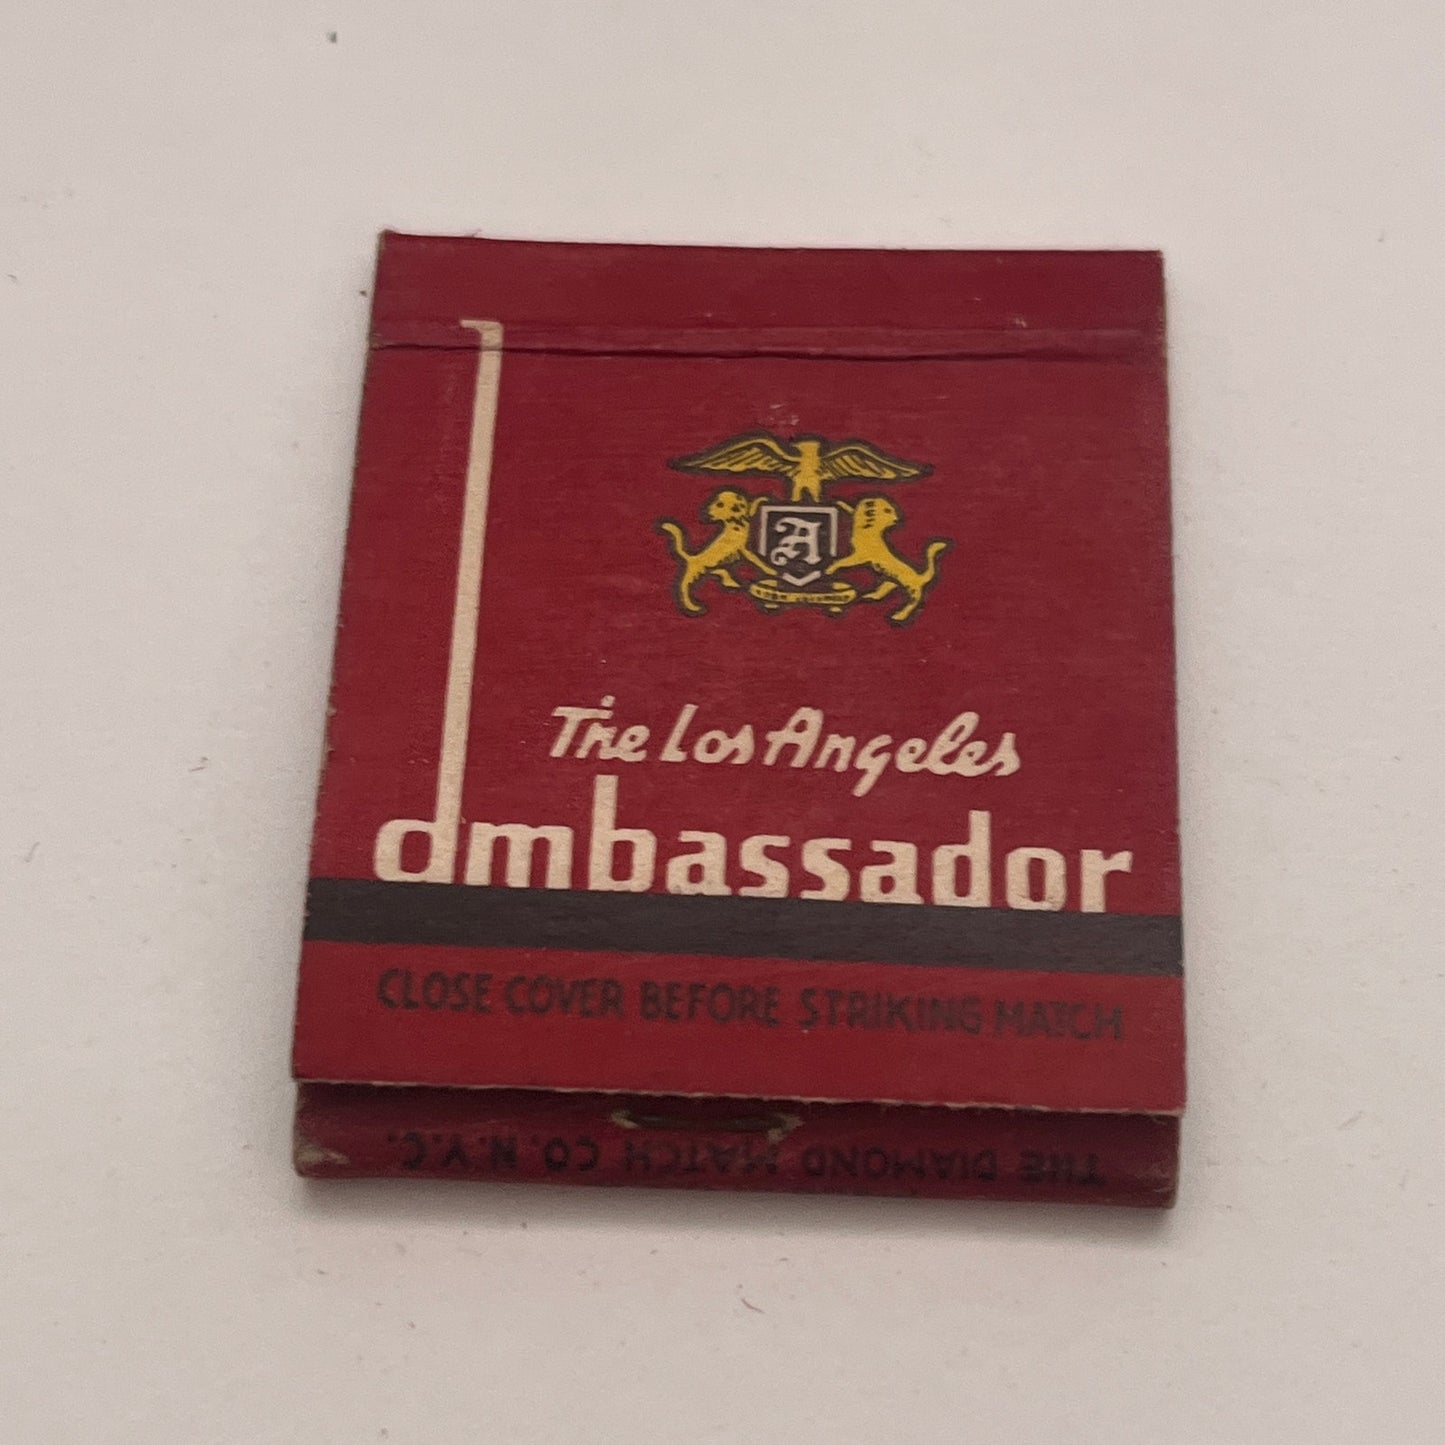 A
The Los Angeles
ambassador
CLOSE COVER BEFORE STRIKING MATCH
THE DIAMOND MATCH CO. N.Y.C.